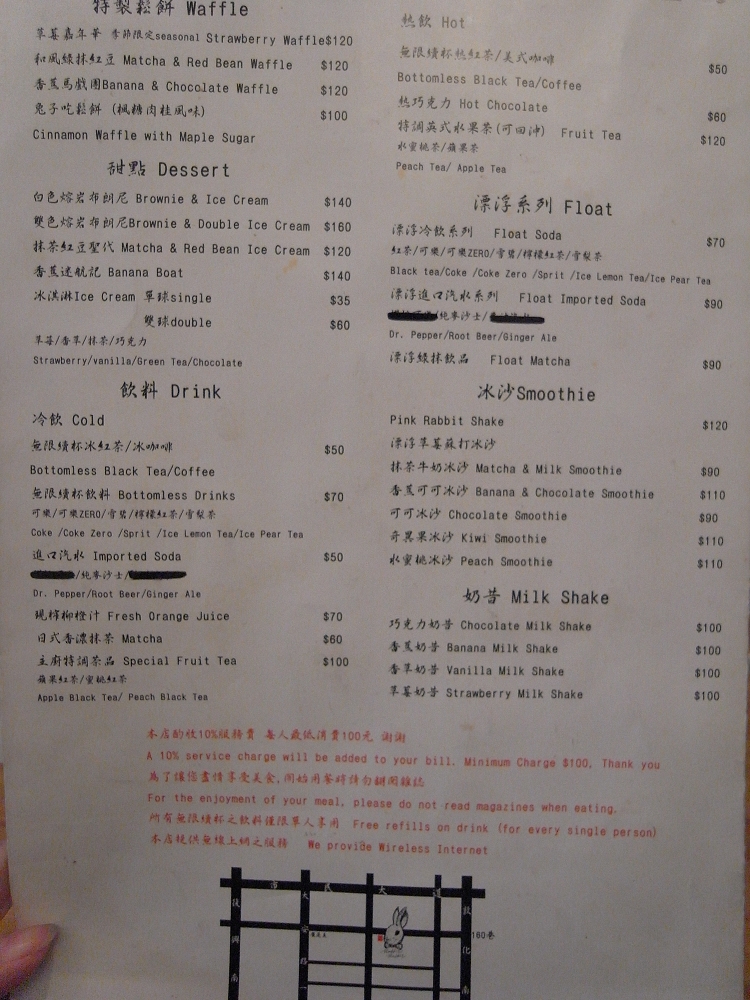 特製鬆餅 Waffle
草莓嘉年華 季節限定seasonal Strawberry Waffle$120
和風綠抹紅豆 Matcha & Red Bean Waffle $120
香蕉馬戲團Banana & Chocolate Waffle $120
兔子吃鬆餅 (楓糖肉桂風味) $100
Cinnamon Waffle with Maple Sugar
甜點 Dessert
白色熔岩布朗尼 Brownie & Ice Cream $140
雙色熔岩布朗尼Brownie & Double Ice Cream $160
抹茶紅豆聖代 Matcha & Red Bean Ice Cream $120
香蕉迷航記 Banana Boat $140
冰淇淋Ice Cream 單球single $35
雙球double $60
草莓/香草/抹茶/巧克力
Strawberry/vanilla/Green Tea/Chocolate
飲料 Drink
冷飲 Cold
無限續杯冰紅茶/冰咖啡 $50
Bottomless Black Tea/Coffee
無限續杯飲料 Bottomless Drinks $70
可樂/可樂ZERO/雪碧/檸檬紅茶/雪梨茶
Coke /Coke Zero /Sprit /Ice Lemon Tea/Ice Pear Tea
進口汽水 Imported Soda $50
/純麥沙士/
Dr. Pepper/Root Beer/Ginger Ale
現榨柳橙汁 Fresh Orange Juice $70
日式香濃抹茶 Matcha $60
主廚特調茶品 Special Fruit Tea $100
蘋果紅茶/蜜桃紅茶
Apple Black Tea/ Peach Black Tea
熱飲 Hot
無限續杯熱紅茶/美式咖啡 $50
Bottomless Black Tea/Coffee
熱巧克力 Hot Chocolate $60
特調英式水果茶(可回沖) Fruit Tea $120
水蜜桃茶/蘋果茶
Peach Tea/ Apple Tea
漂浮系列 Float
漂浮冷飲系列 Float Soda $70
紅茶/可樂/可樂ZERO/雪碧/檸檬紅茶/雪梨茶
Black tea/Coke /Coke Zero /Sprit /Ice Lemon Tea/Ice Pear Tea
漂浮進口汽水系列 Float Imported Soda $90
/純麥沙士/
Dr. Pepper/Root Beer/Ginger Ale
漂浮綠抹飲品 Float Matcha $90
冰沙Smoothie
Pink Rabbit Shake $120
漂浮草莓蘇打冰沙
抹茶牛奶冰沙 Matcha & Milk Smoothie $90
香蕉可可冰沙 Banana & Chocolate Smoothie $110
可可冰沙 Chocolate Smoothie $90
奇異果冰沙 Kiwi Smoothie $110
水蜜桃冰沙 Peach Smoothie $110
奶昔 Milk Shake
巧克力奶昔 Chocolate Milk Shake $100
香蕉奶昔 Banana Milk Shake $100
香草奶昔 Vanilla Milk Shake $100
草莓奶昔 Strawberry Milk Shake $100
本店酌收10%服務費 每人最低消費100元 謝謝
A 10% service charge will be added to your bill. Minimum Charge $100. Thank you
為了讓您盡情享受美食,開始用餐時請勿翻閱雜誌
For the enjoyment of your meal, please do not read magazines when eating.
所有無限續杯之飲料僅限單人享用 Free refills on drink (for every single person)
本店提供無線上網之服務 We provide Wireless Internet
市民大道
敦化南
大安路一
160巷